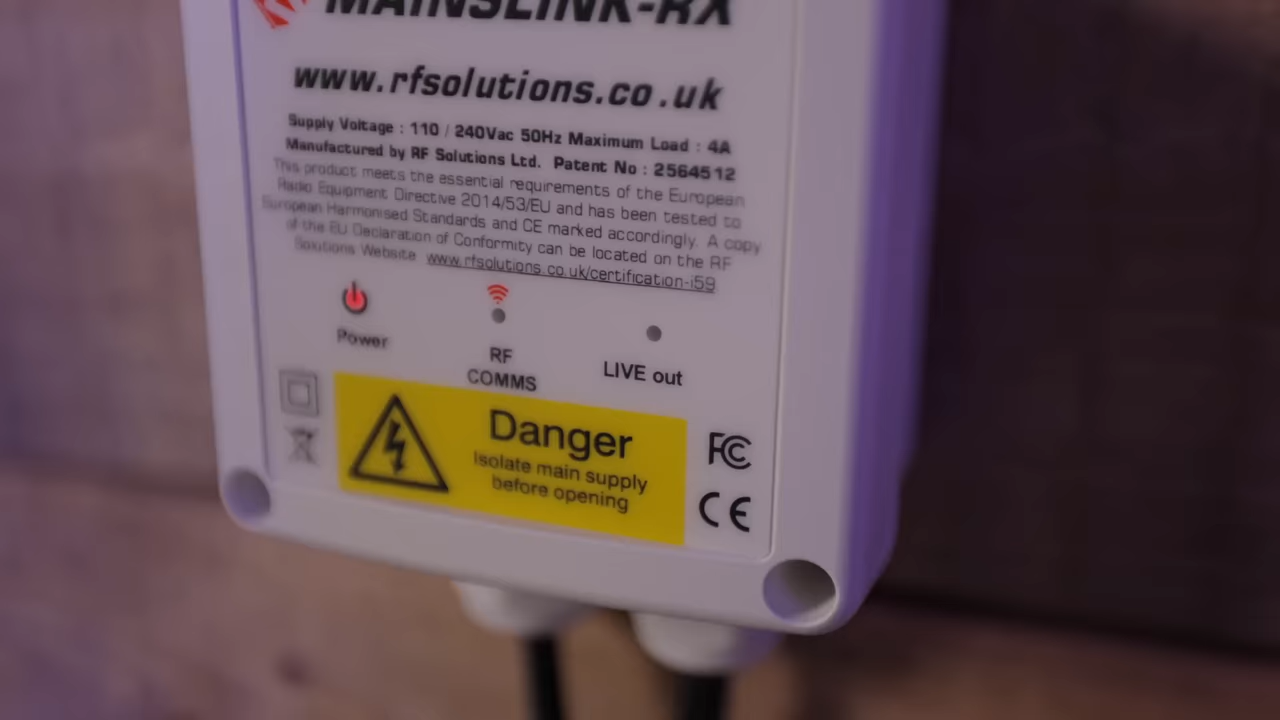 MAINSLINK-RX
www.rfsolutions.co.uk
Supply Voltage : 110 / 240Vac 50Hz Maximum Load : 4A
Manufactured by RF Solutions Ltd. Patent No : 2564512
This product meets the essential requirements of the European
Radio Equipment Directive 2014/53/EU and has been tested to
European Harmonised Standards and CE marked accordingly. A copy
of the EU Declaration of Conformity can be located on the RF
Solutions Website www.rfsolutions.co.uk/certification-i59
Power
RF
COMMS
LIVE out
Danger
Isolate main supply
before opening
FC
CE